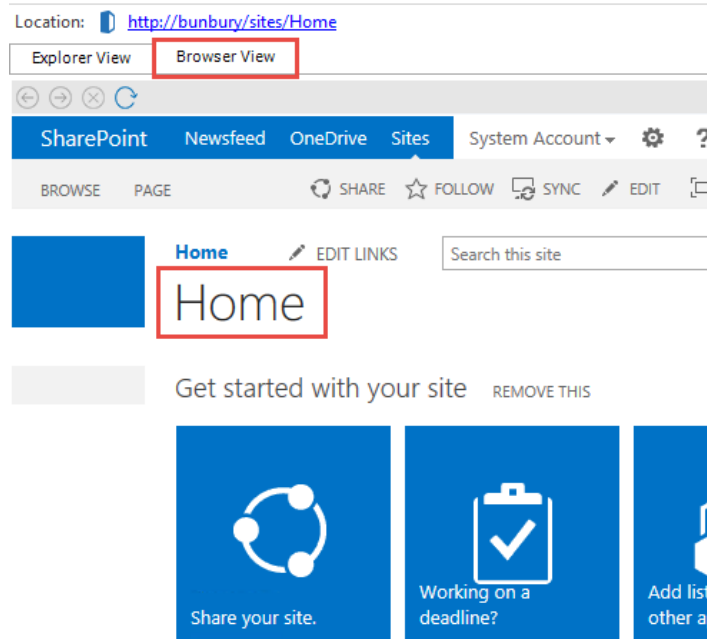 Location: http://bunbury/sites/Home
Explorer View Browser View
SharePoint Newsfeed OneDrive Sites System Account ?
BROWSE PAGE SHARE FOLLOW SYNC EDIT
Home EDIT LINKS Search this site
Home
Get started with your site REMOVE THIS
Share your site.
Working on a
deadline?
Add list
other a